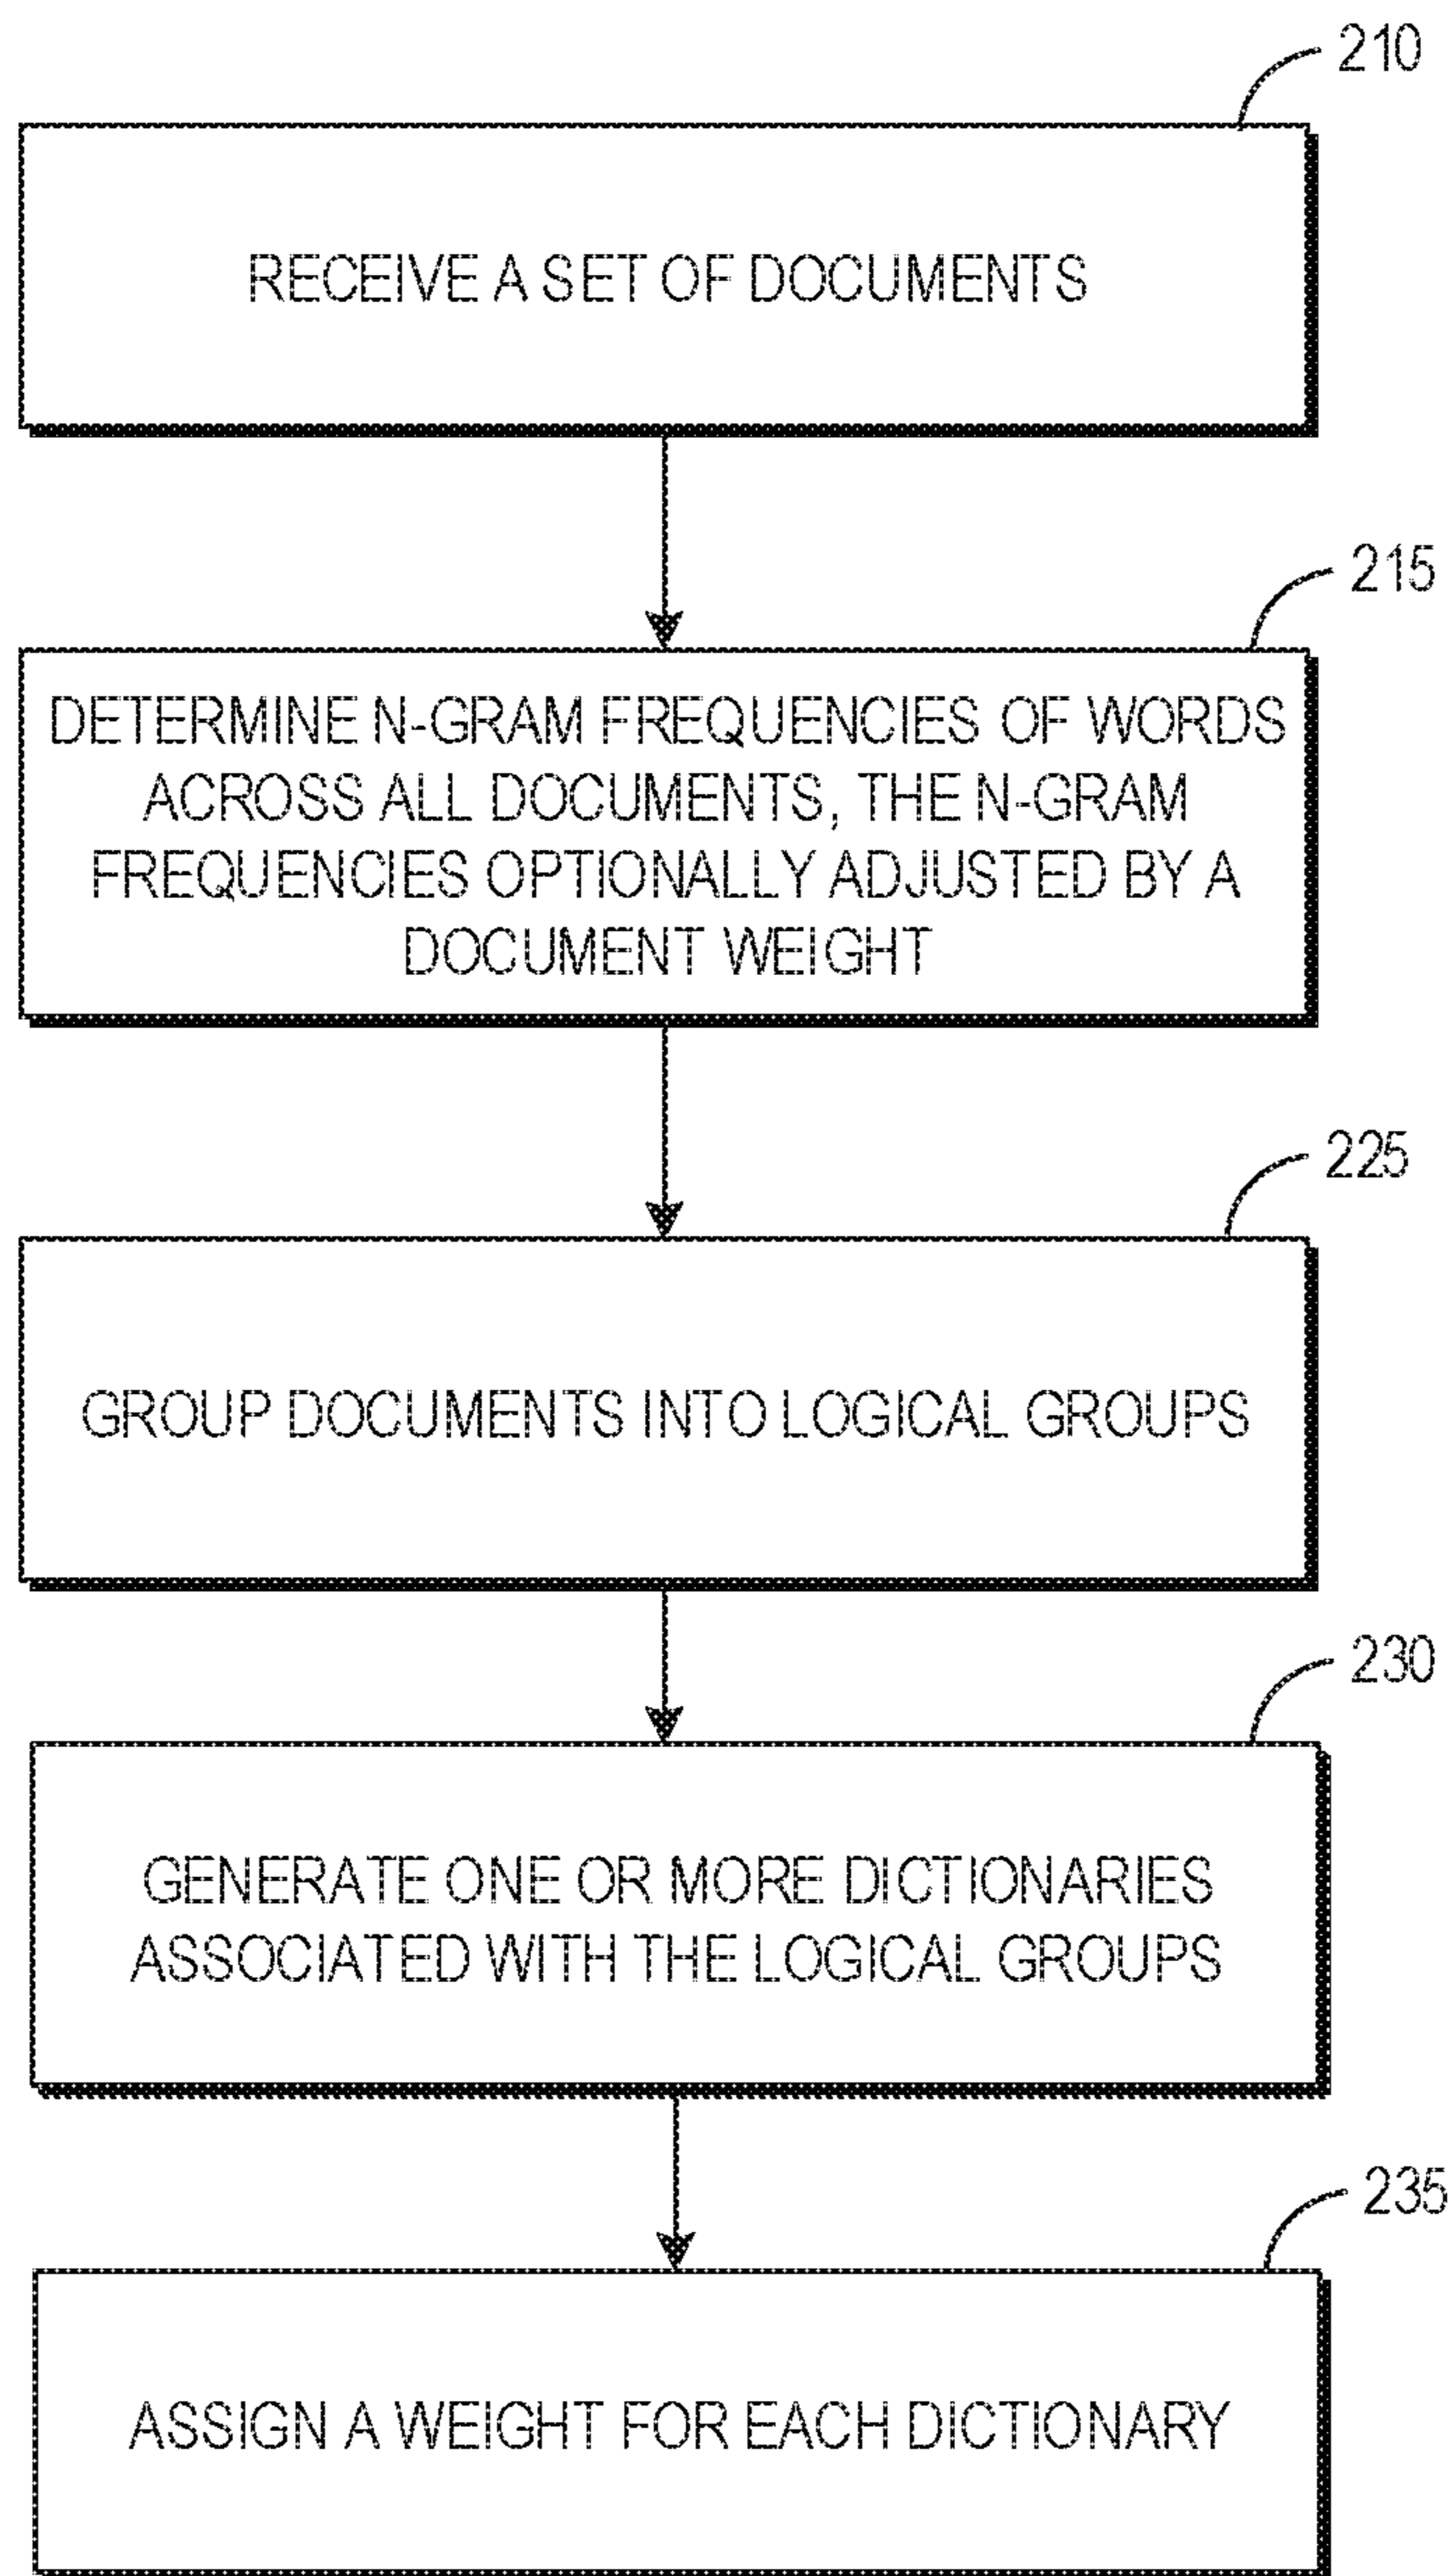 210
RECEIVE A SET OF DOCUMENTS
215
DETERMINE N-GRAM FREQUENCIES OF WORDS
ACROSS ALL DOCUMENTS, THE N-GRAM
FREQUENCIES OPTIONALLY ADJUSTED BY A
DOCUMENT WEIGHT
225
GROUP DOCUMENTS INTO LOGICAL GROUPS
230
GENERATE ONE OR MORE DICTIONARIES
ASSOCIATED WITH THE LOGICAL GROUPS
235
ASSIGN A WEIGHT FOR EACH DICTIONARY